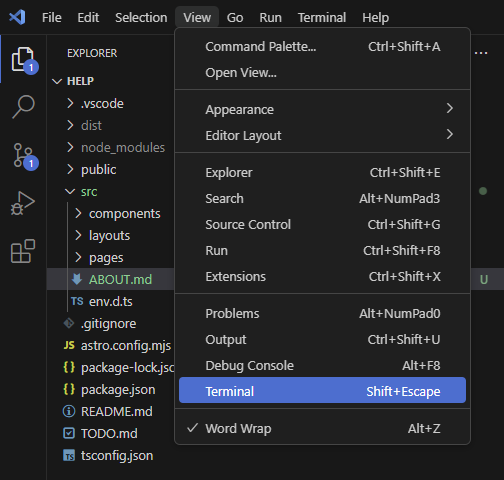 File Edit Selection View Go Run Terminal Help
EXPLORER
HELP
.vscode
dist
node_modules
public
src
components
layouts
pages
ABOUT.md U
TS env.d.ts
.gitignore
JS astro.config.mjs
{} package-lock.jsc
{} package.json
README.md
TODO.md
TS tsconfig.json
1
1
Command Palette... Ctrl+Shift+A
Open View...
Appearance
Editor Layout
Explorer Ctrl+Shift+E
Search Alt+NumPad3
Source Control Ctrl+Shift+G
Run Ctrl+Shift+F8
Extensions Ctrl+Shift+X
Problems Alt+NumPad0
Output Ctrl+Shift+U
Debug Console Alt+F8
Terminal Shift+Escape
Word Wrap Alt+Z